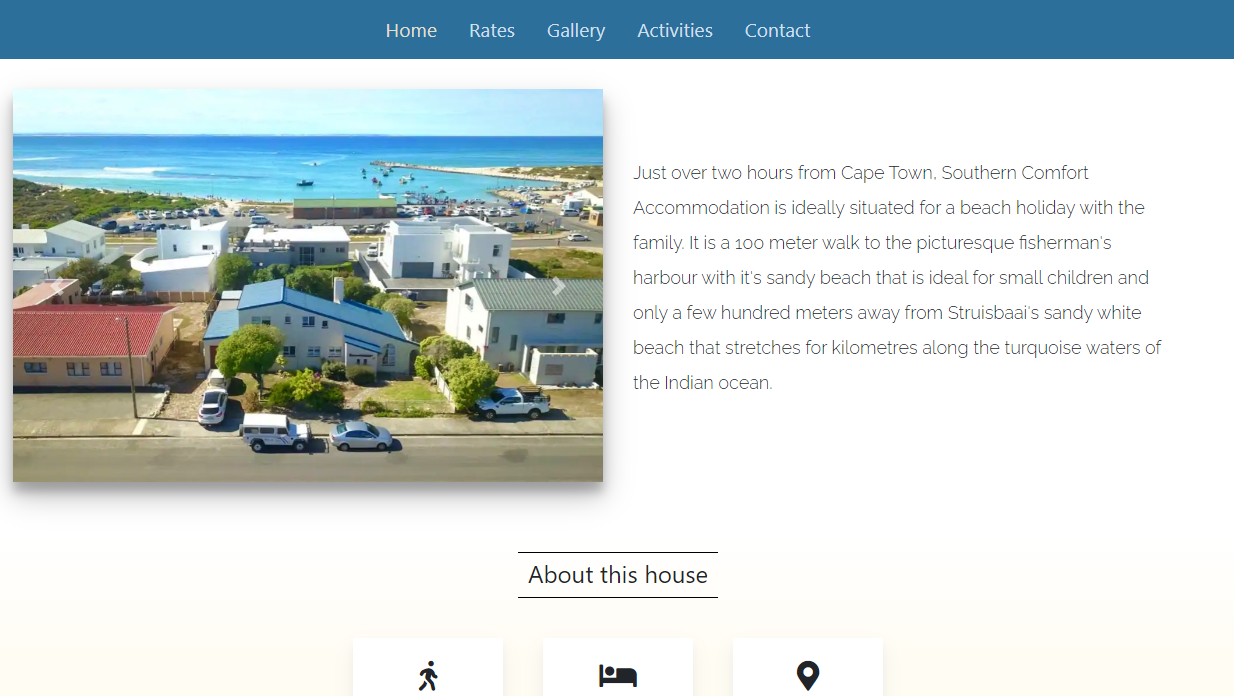 Home Rates Gallery Activities Contact
Just over two hours from Cape Town, Southern Comfort
Accommodation is ideally situated for a beach holiday with the
family. It is a 100 meter walk to the picturesque fisherman's
harbour with it's sandy beach that is ideal for small children and
only a few hundred meters away from Struisbaai's sandy white
beach that stretches for kilometres along the turquoise waters of
the Indian ocean.
About this house